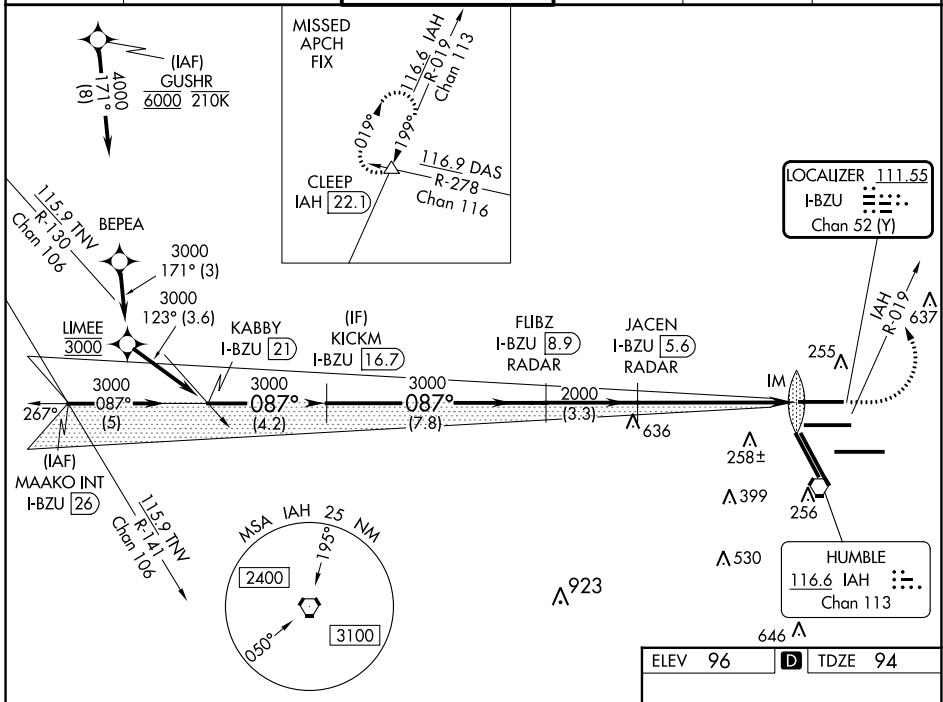 (IAF)
GUSHR
6000 210K
4000
171°
(8)
MISSED
APCH
FIX
116.6 IAH
R-019
Chan 113
019°
199°
116.9 DAS
R-278
Chan 116
CLEEP
IAH 22.1
LOCALIZER 111.55
I-BZU
Chan 52 (Y)
115.9 TNV
R-130
Chan 106
BEPEA
3000
171° (3)
3000
123° (3.6)
LIMEE
3000
KABBY
I-BZU 21
(IF)
KICKM
I-BZU 16.7
FLIBZ
I-BZU 8.9
RADAR
JACEN
I-BZU 5.6
RADAR
IAH
R-019
637
255
IM
267°
3000
087°
(5)
3000
087°
(4.2)
3000
087°
(7.8)
2000
(3.3)
636
258±
399
256
(IAF)
MAAKO INT
I-BZU 26
115.9 TNV
R-141
Chan 106
MSA IAH 25 NM
195°
2400
3100
050°
530
923
646
HUMBLE
116.6 IAH
Chan 113
ELEV 96 D TDZE 94